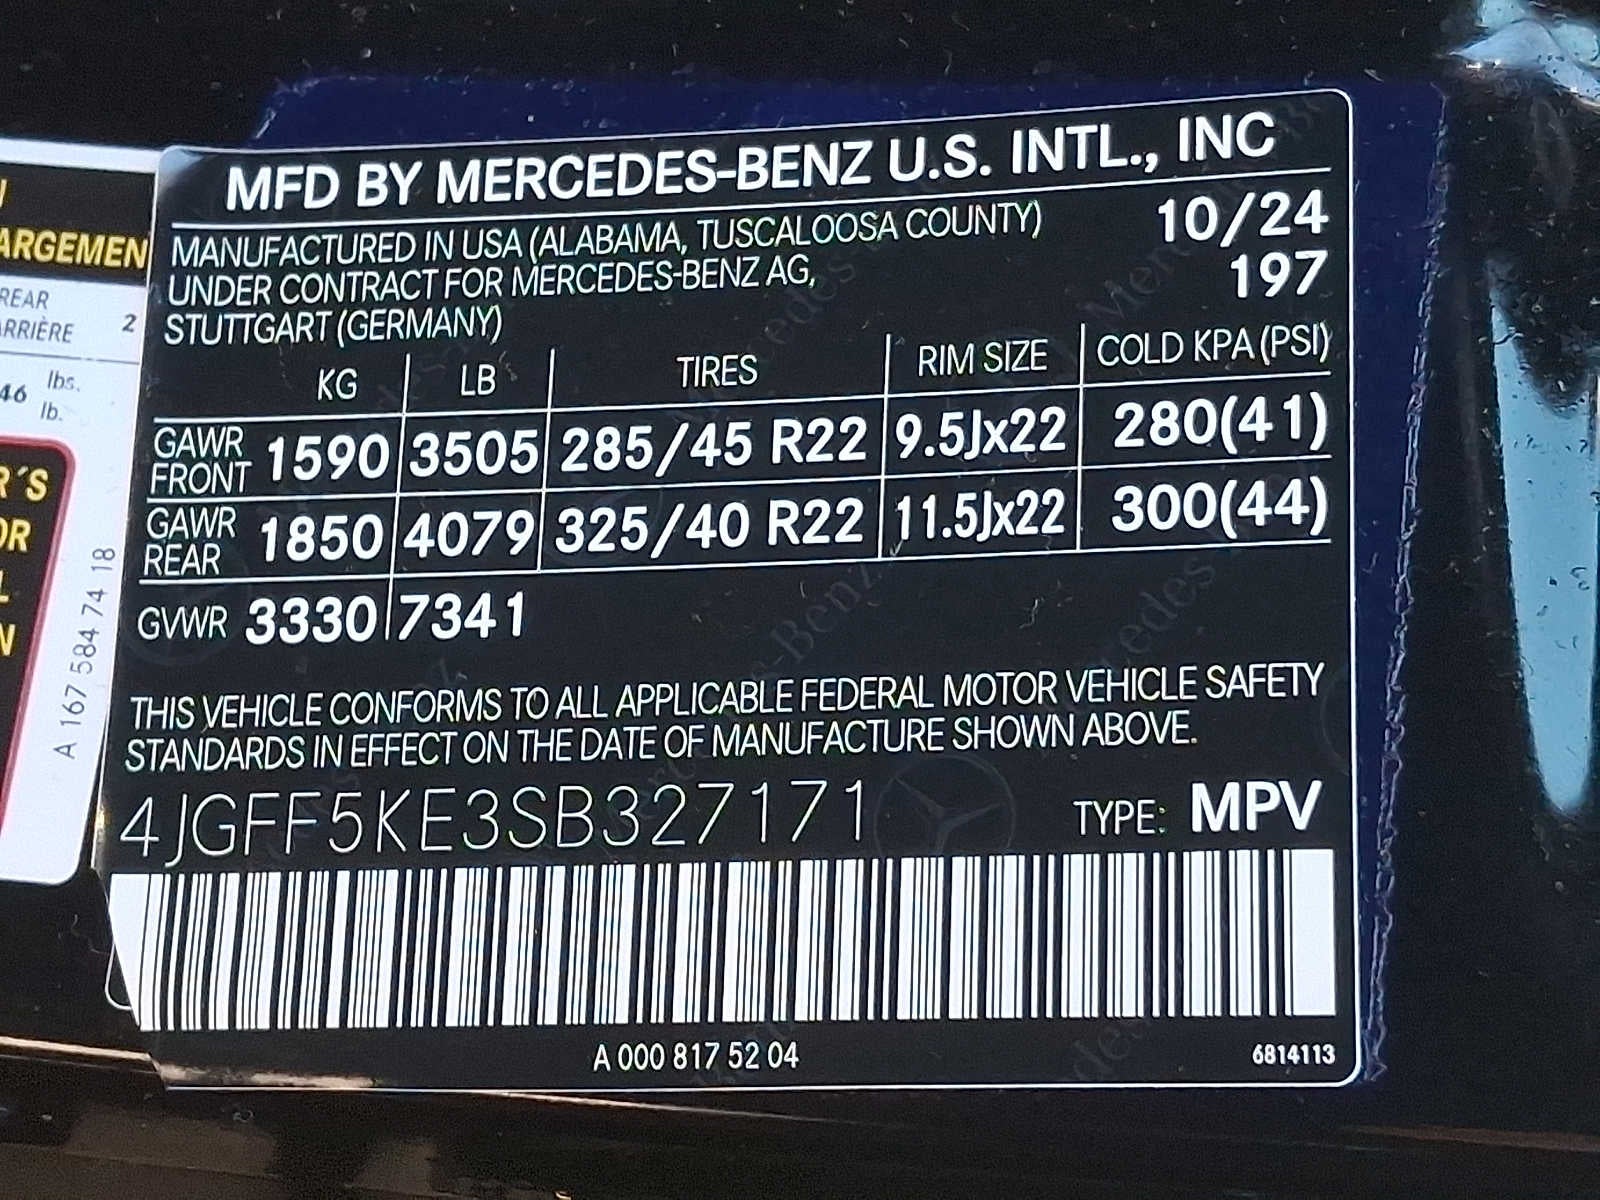 MFD BY MERCEDES-BENZ U.S. INTL., INC
MANUFACTURED IN USA (ALABAMA, TUSCALOOSA COUNTY) 10/24
UNDER CONTRACT FOR MERCEDES-BENZ AG, 197
STUTTGART (GERMANY)
KG LB TIRES RIM SIZE COLD KPA (PSI)
GAWR FRONT 1590 3505 285/45 R22 9.5Jx22 280(41)
GAWR REAR 1850 4079 325/40 R22 11.5Jx22 300(44)
GVWR 3330 7341
THIS VEHICLE CONFORMS TO ALL APPLICABLE FEDERAL MOTOR VEHICLE SAFETY
STANDARDS IN EFFECT ON THE DATE OF MANUFACTURE SHOWN ABOVE.
4JGFF5KE3SB327171 TYPE: MPV
A 000 817 52 04 6814113
ARGEMEN
REAR
ARRIÈRE 2
46 lbs.
lb.
R'S
OR
L
N
A 167 584 74 18